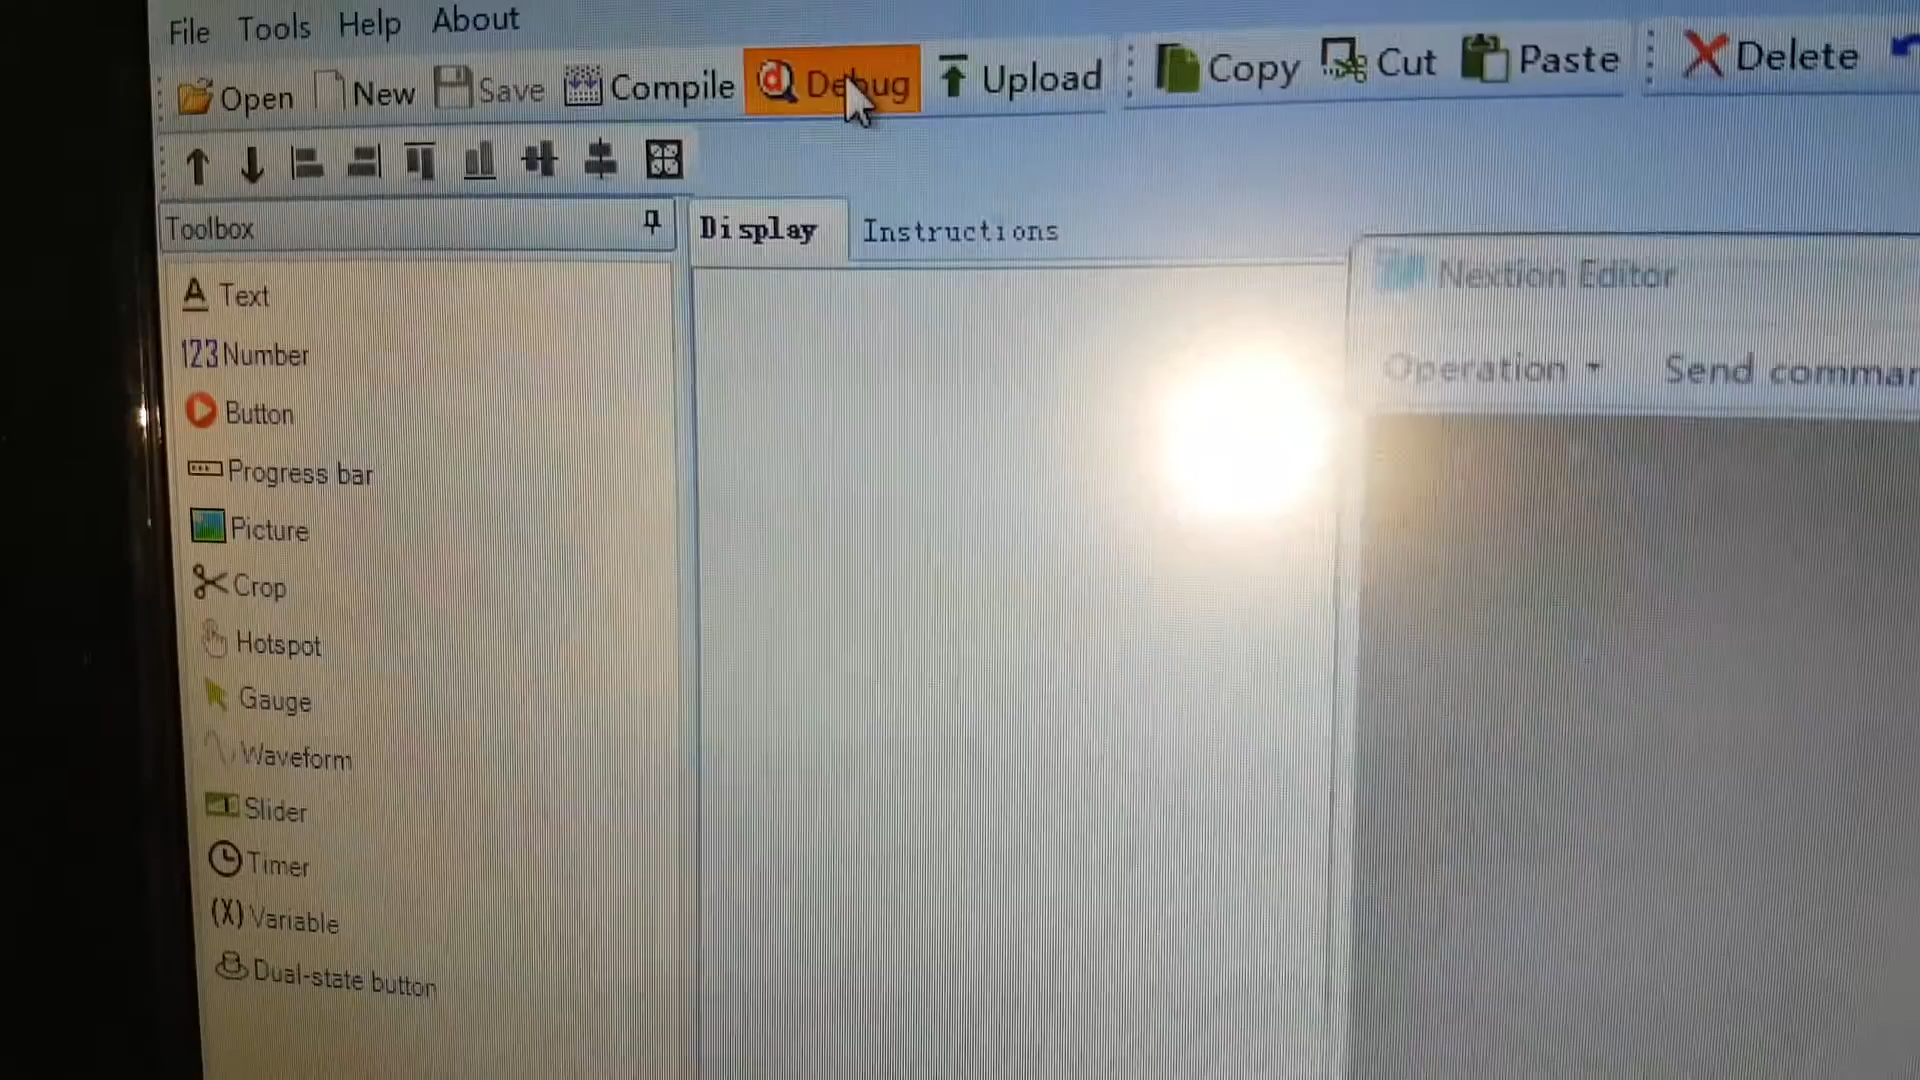 File Tools Help About
Open New Save Compile Debug Upload Copy Cut Paste Delete
Toolbox
Display Instructions
Nextion Editor
Operation Send
A Text
123 Number
Button
Progress bar
Picture
Crop
Hotspot
Gauge
Waveform
Slider
Timer
(X) Variable
Dual-state button